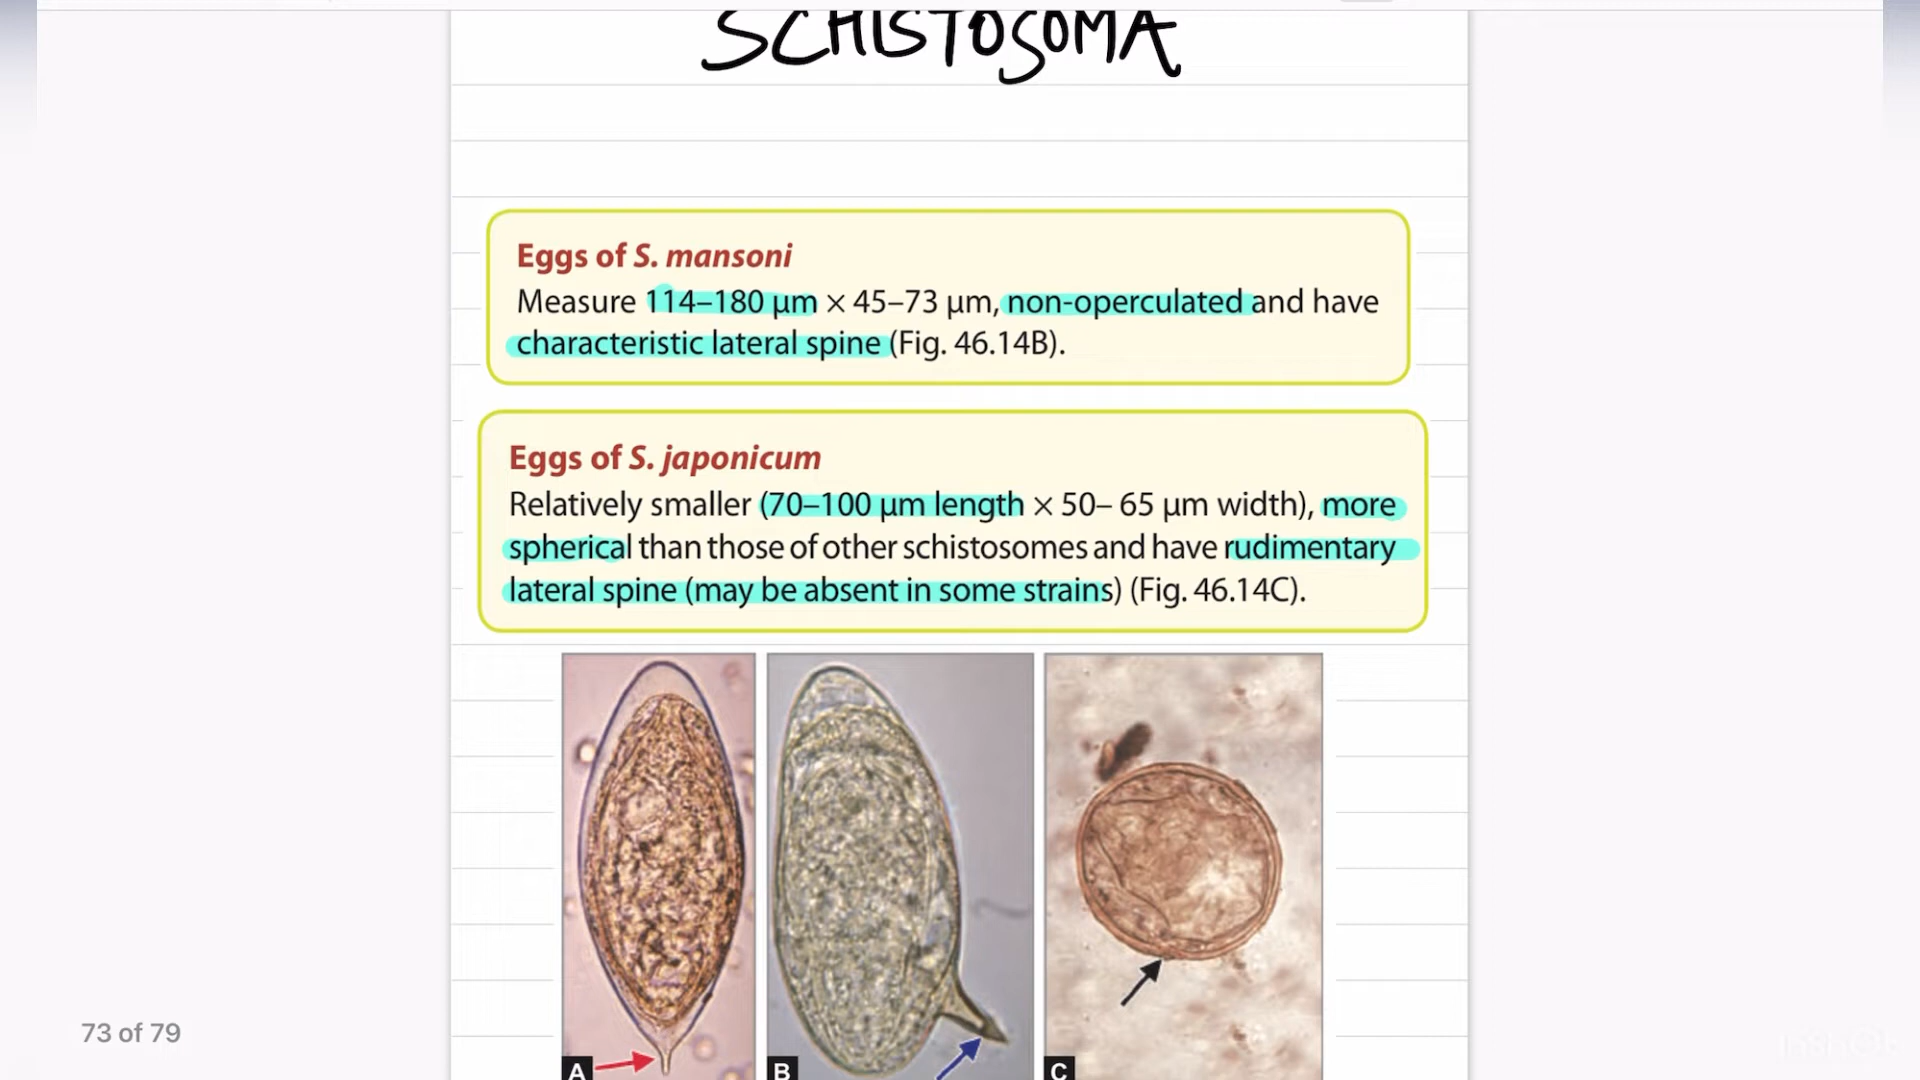 SCHISTOSOMA
Eggs of S. mansoni
Measure 114–180 μm × 45–73 μm, non-operculated and have
characteristic lateral spine (Fig. 46.14B).
Eggs of S. japonicum
Relatively smaller (70–100 μm length × 50– 65 μm width), more
spherical than those of other schistosomes and have rudimentary
lateral spine (may be absent in some strains) (Fig. 46.14C).
A
B
C
73 of 79